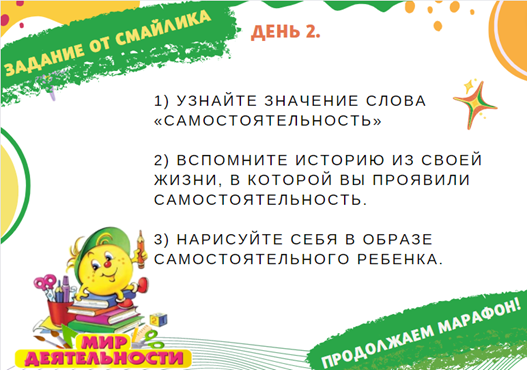 ЗАДАНИЕ ОТ СМАЙЛИКА
ДЕНЬ 2.
1) УЗНАЙТЕ ЗНАЧЕНИЕ СЛОВА
«САМОСТОЯТЕЛЬНОСТЬ»
2) ВСПОМНИТЕ ИСТОРИЮ ИЗ СВОЕЙ
ЖИЗНИ, В КОТОРОЙ ВЫ ПРОЯВИЛИ
САМОСТОЯТЕЛЬНОСТЬ.
3) НАРИСУЙТЕ СЕБЯ В ОБРАЗЕ
САМОСТОЯТЕЛЬНОГО РЕБЕНКА.
МИР
ДЕЯТЕЛЬНОСТИ
ПРОДОЛЖАЕМ МАРАФОН!